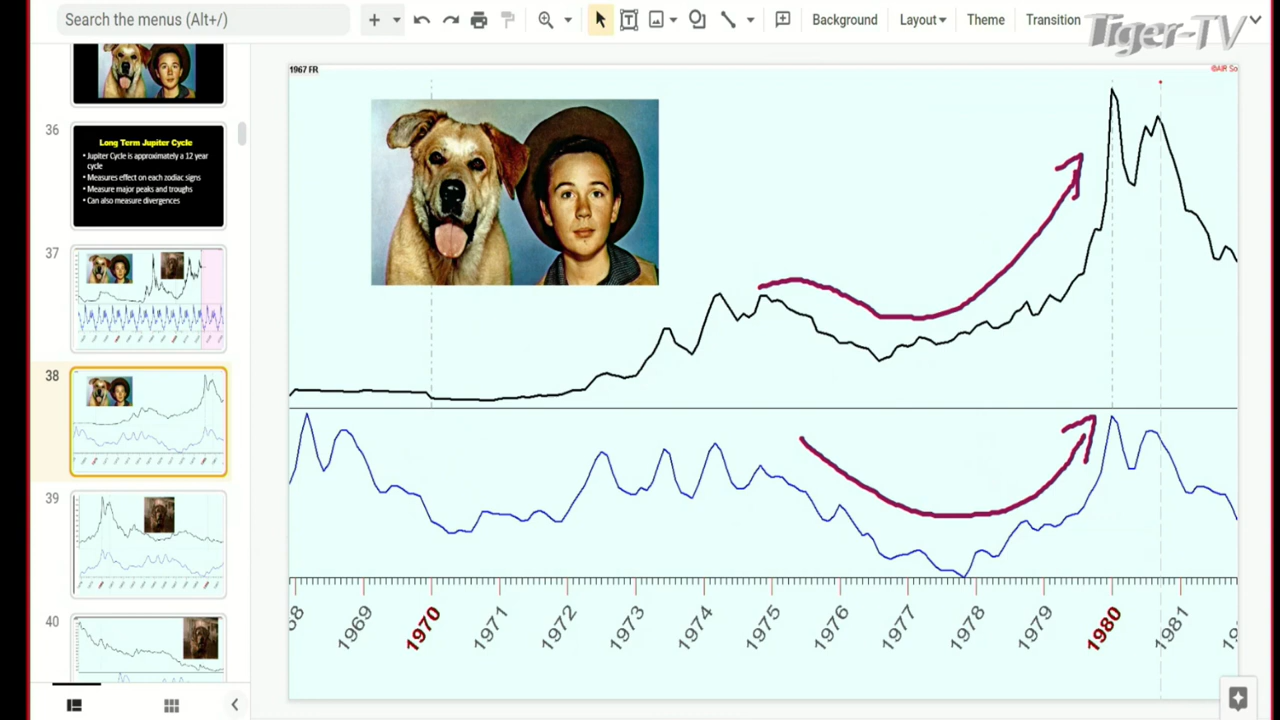 Search the menus (Alt+/)
Background
Layout
Theme
Transition
Tiger-TV
36
Long Term Jupiter Cycle
• Jupiter Cycle is approximately a 12 year
cycle
• Measures effect on each zodiac signs
• Measure major peaks and troughs
• Can also measure divergences
37
38
39
40
1967 FR
©AIR So
1969
1970
1971
1972
1973
1974
1975
1976
1977
1978
1979
1980
1981